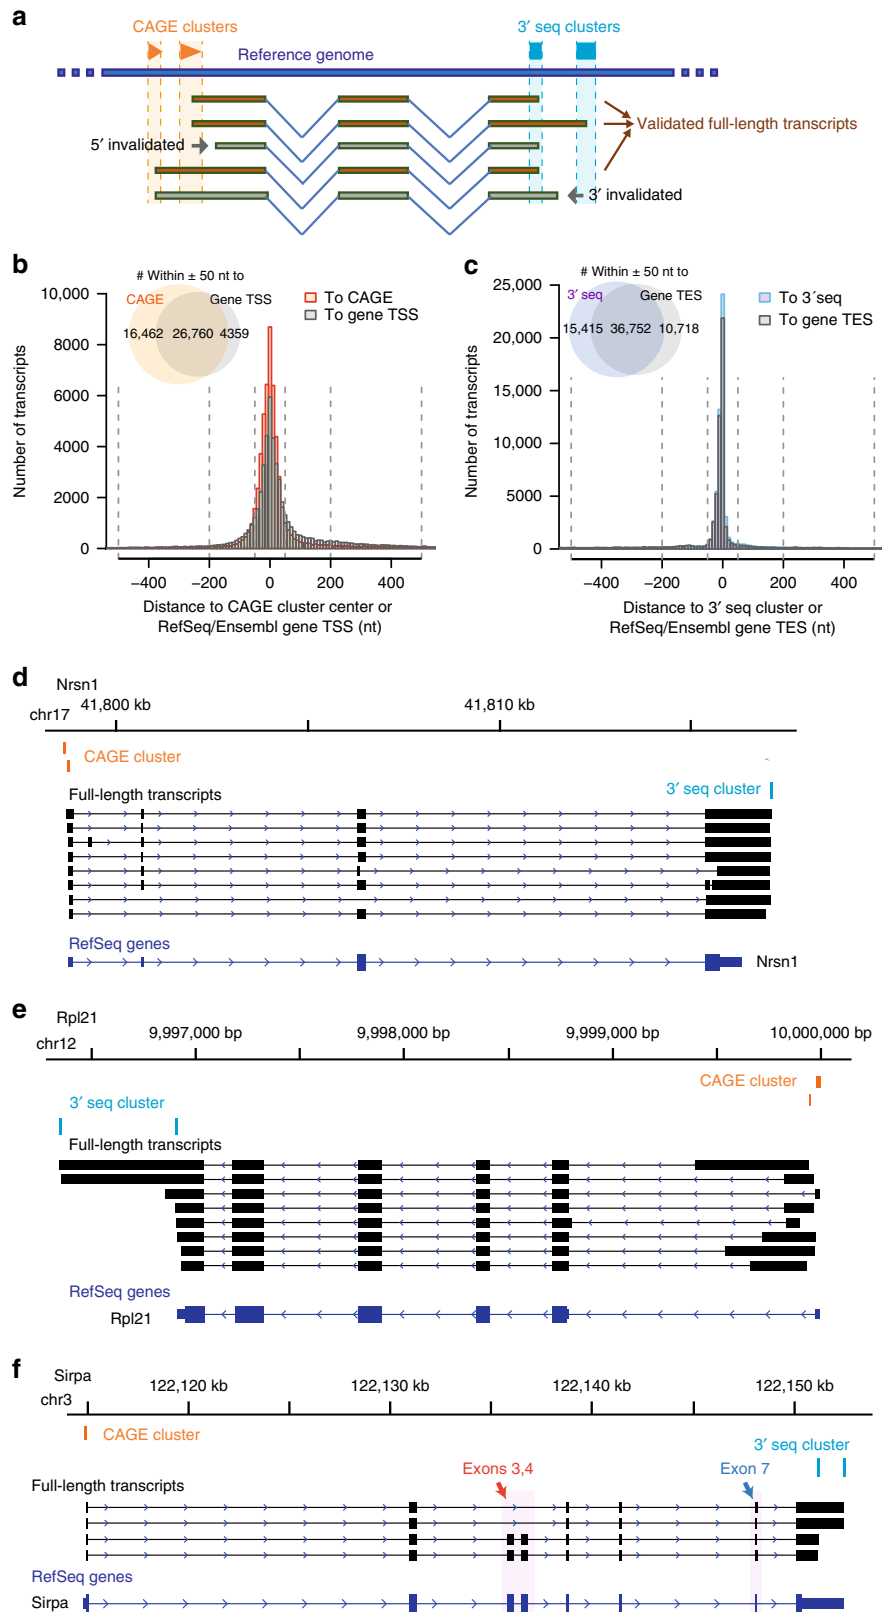 a
CAGE clusters
3′ seq clusters
Reference genome
Validated full-length transcripts
5′ invalidated
3′ invalidated
b
# Within ± 50 nt to
CAGE
Gene TSS
16,462 26,760 4359
To CAGE
To gene TSS
Number of transcripts
10,000
8000
6000
4000
2000
0
−400 −200 0 200 400
Distance to CAGE cluster center or
RefSeq/Ensembl gene TSS (nt)
c
# Within ± 50 nt to
3′ seq
Gene TES
15,415 36,752 10,718
To 3′seq
To gene TES
Number of transcripts
25,000
20,000
15,000
10,000
5000
0
−400 −200 0 200 400
Distance to 3′ seq cluster or
RefSeq/Ensembl gene TES (nt)
d
Nrsn1
chr17
41,800 kb 41,810 kb
CAGE cluster
3′ seq cluster
Full-length transcripts
RefSeq genes
Nrsn1
e
Rpl21
chr12
9,997,000 bp 9,998,000 bp 9,999,000 bp 10,000,000 bp
CAGE cluster
3′ seq cluster
Full-length transcripts
RefSeq genes
Rpl21
f
Sirpa
chr3
122,120 kb 122,130 kb 122,140 kb 122,150 kb
CAGE cluster
3′ seq cluster
Exons 3,4
Exon 7
Full-length transcripts
RefSeq genes
Sirpa